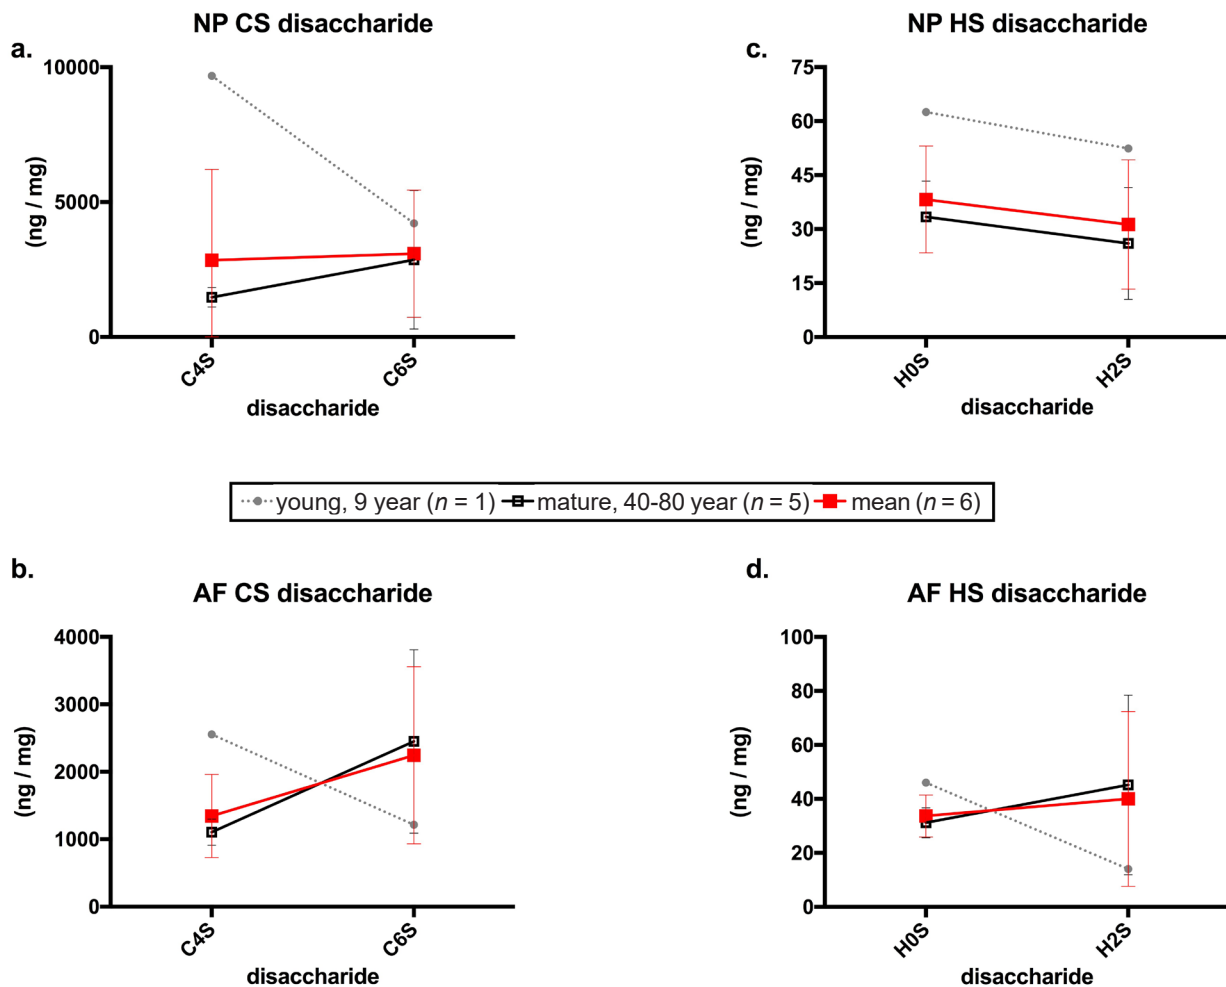 NP CS disaccharide
a.
10000
5000
0
(ng / mg)
C4S
C6S
disaccharide
NP HS disaccharide
c.
75
60
45
30
15
0
(ng / mg)
H0S
H2S
disaccharide
young, 9 year (n = 1) mature, 40-80 year (n = 5) mean (n = 6)
b.
AF CS disaccharide
4000
3000
2000
1000
0
(ng / mg)
C4S
C6S
disaccharide
d.
AF HS disaccharide
100
80
60
40
20
0
(ng / mg)
H0S
H2S
disaccharide